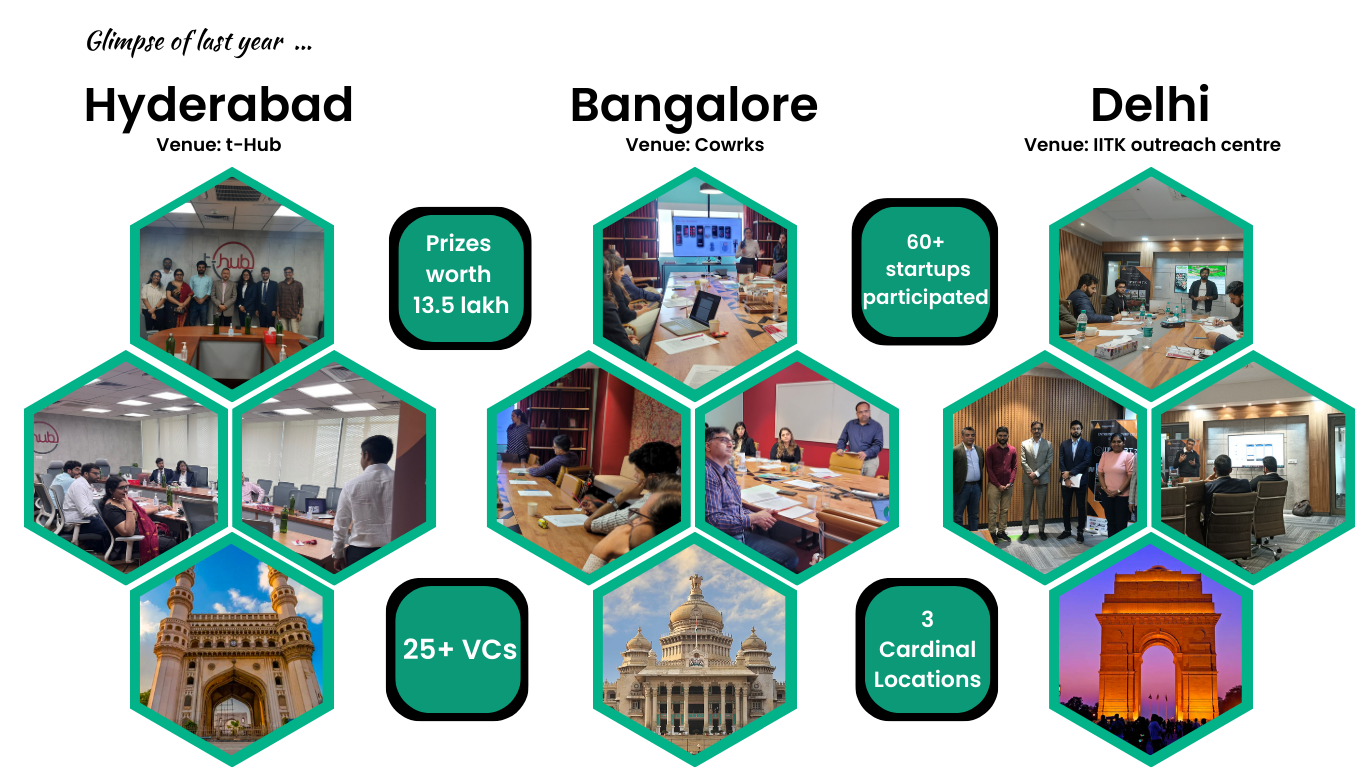 Glimpse of last year ...
Hyderabad
Venue: t-Hub
Bangalore
Venue: Cowrks
Delhi
Venue: IITK outreach centre
t-hub
Prizes
worth
13.5 lakh
60+
startups
participated
hub
25+ VCs
3
Cardinal
Locations